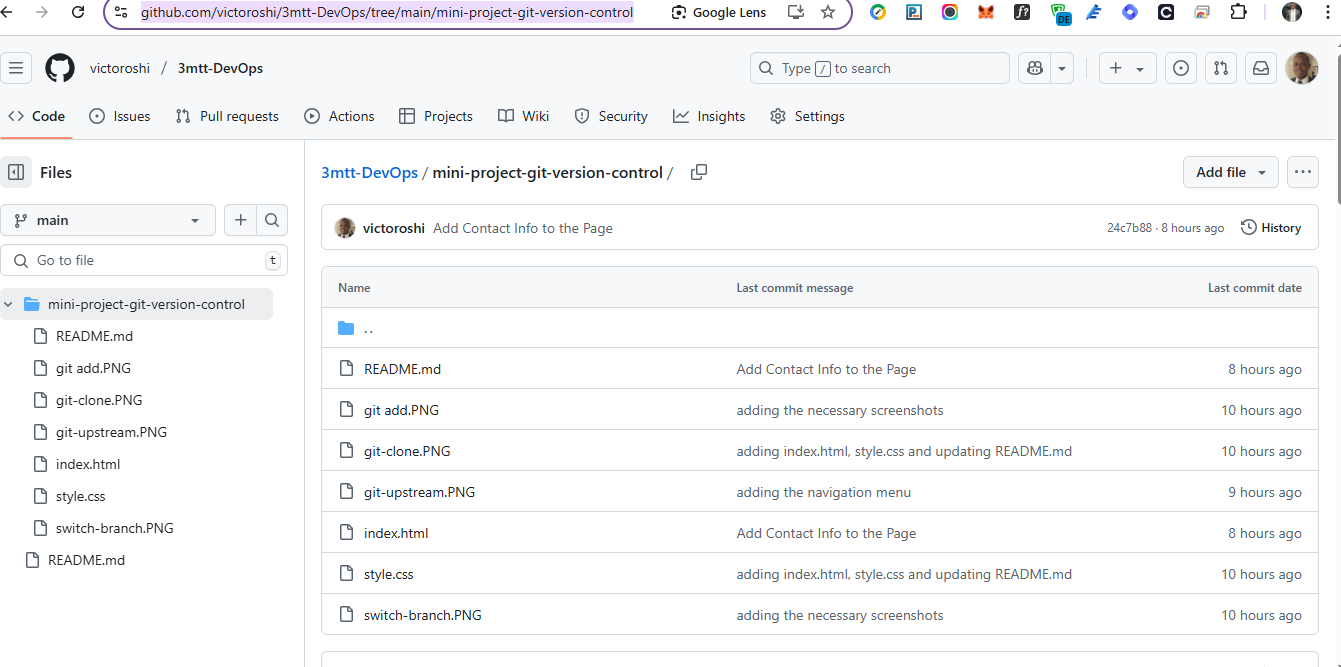 github.com/victoroshi/3mtt-DevOps/tree/main/mini-project-git-version-control Google Lens
victoroshi / 3mtt-DevOps Type / to search
Code Issues Pull requests Actions Projects Wiki Security Insights Settings
Files
main
Go to file t
mini-project-git-version-control
README.md
git add.PNG
git-clone.PNG
git-upstream.PNG
index.html
style.css
switch-branch.PNG
README.md
3mtt-DevOps / mini-project-git-version-control / Add file
victoroshi Add Contact Info to the Page 24c7b88 · 8 hours ago History
Name Last commit message Last commit date
..
README.md Add Contact Info to the Page 8 hours ago
git add.PNG adding the necessary screenshots 10 hours ago
git-clone.PNG adding index.html, style.css and updating README.md 10 hours ago
git-upstream.PNG adding the navigation menu 9 hours ago
index.html Add Contact Info to the Page 8 hours ago
style.css adding index.html, style.css and updating README.md 10 hours ago
switch-branch.PNG adding the necessary screenshots 10 hours ago